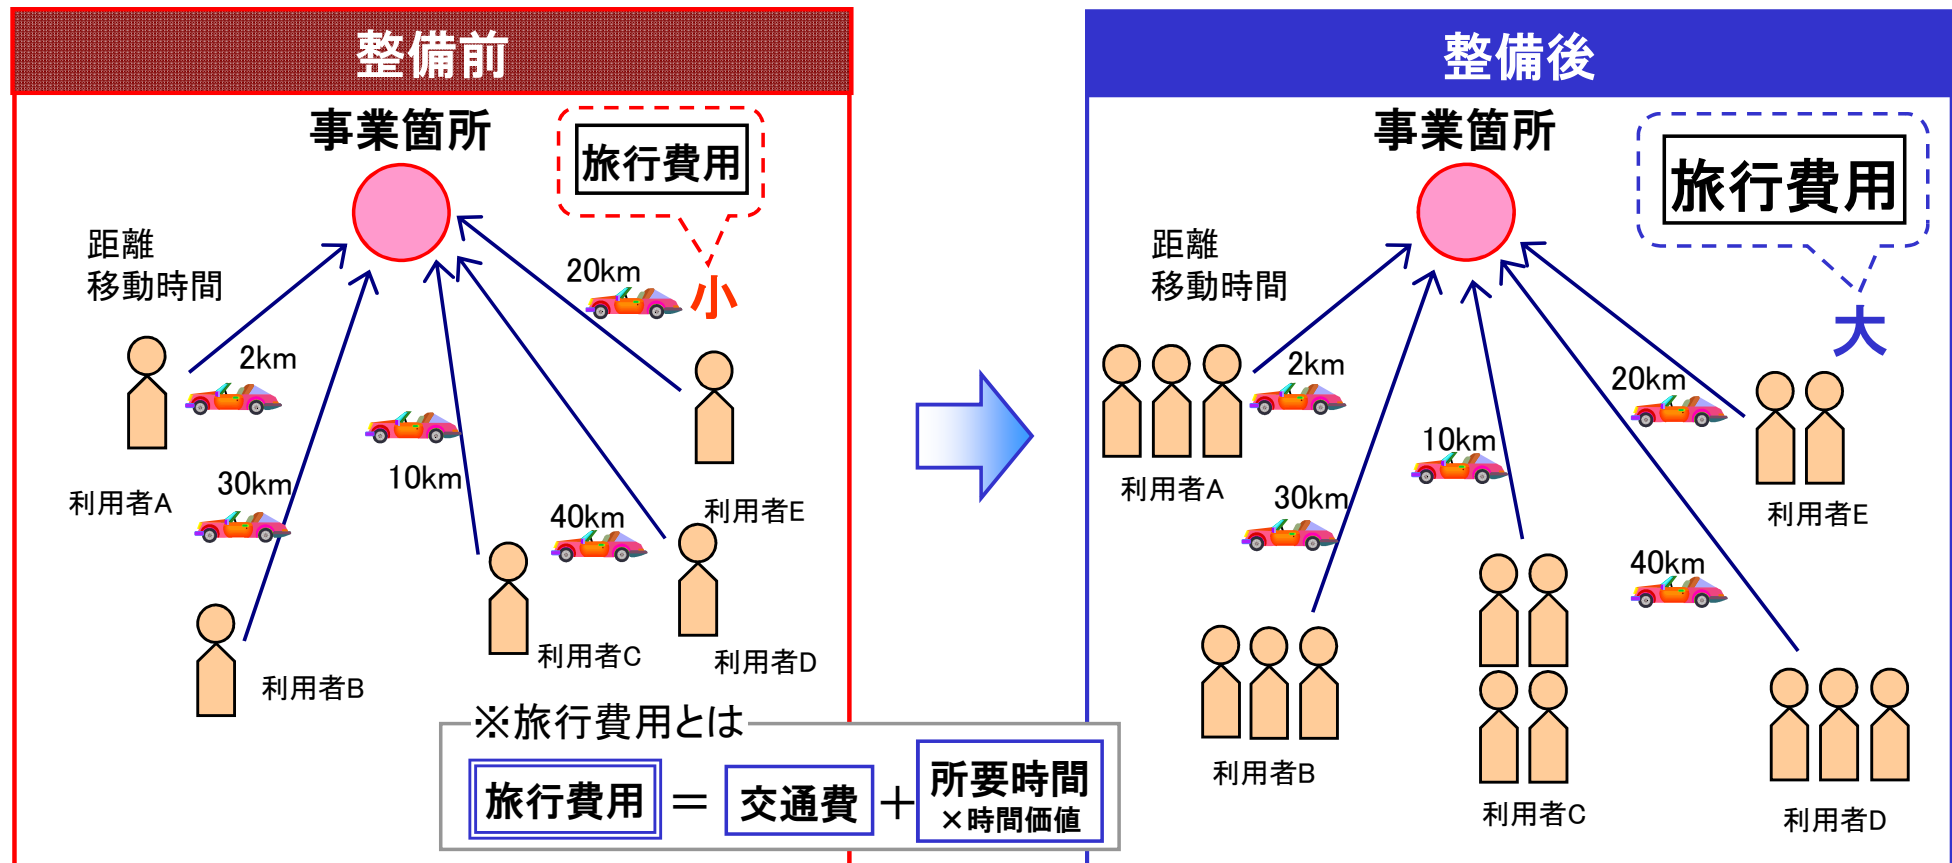 整備前
事業箇所
旅行費用
小
距離
移動時間
20km
2km
利用者A
30km
10km
40km
利用者E
利用者B
利用者C
利用者D
整備後
事業箇所
旅行費用
大
距離
移動時間
2km
20km
利用者A
10km
30km
利用者E
40km
利用者B
利用者C
利用者D
※旅行費用とは
旅行費用 = 交通費 + 所要時間
×時間価値